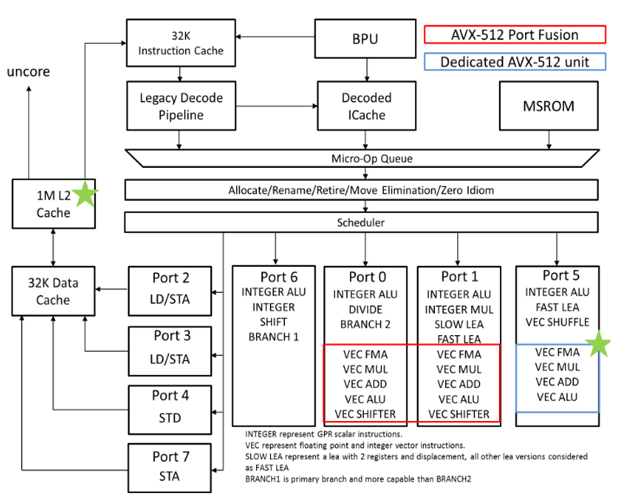 32K
Instruction Cache
BPU
AVX-512 Port Fusion
Dedicated AVX-512 unit
uncore
Legacy Decode
Pipeline
Decoded
ICache
MSROM
Micro-Op Queue
1M L2
Cache
Allocate/Rename/Retire/Move Elimination/Zero Idiom
Scheduler
32K Data
Cache
Port 2
LD/STA
Port 3
LD/STA
Port 4
STD
Port 7
STA
Port 6
INTEGER ALU
INTEGER
SHIFT
BRANCH 1
Port 0
INTEGER ALU
DIVIDE
BRANCH 2
VEC FMA
VEC MUL
VEC ADD
VEC ALU
VEC SHIFTER
Port 1
INTEGER ALU
INTEGER MUL
SLOW LEA
FAST LEA
VEC FMA
VEC MUL
VEC ADD
VEC ALU
VEC SHIFTER
Port 5
INTEGER ALU
FAST LEA
VEC SHUFFLE
VEC FMA
VEC MUL
VEC ADD
VEC ALU
INTEGER represent GPR scalar instructions.
VEC represent floating point and integer vector instructions.
SLOW LEA represent a lea with 2 registers and displacement, all other lea versions considered
as FAST LEA
BRANCH1 is primary branch and more capable than BRANCH2